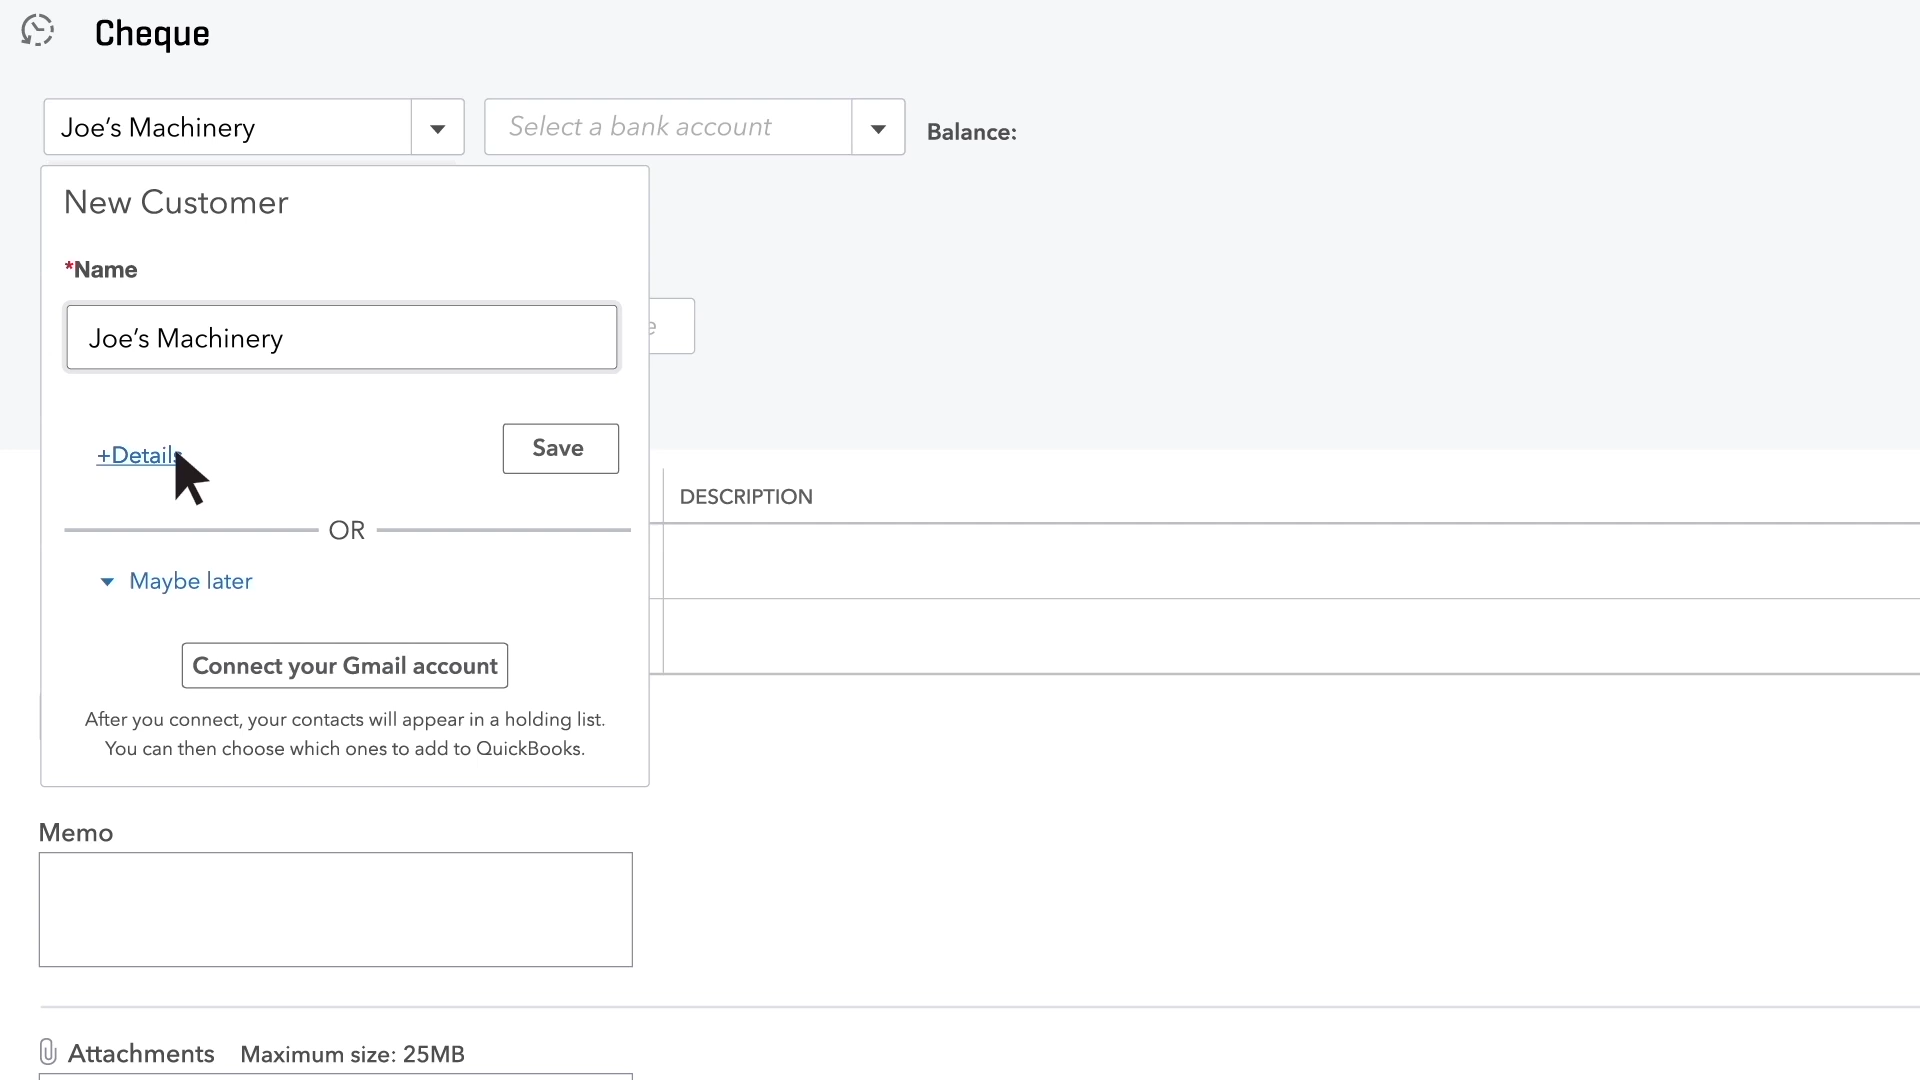 Cheque
Joe’s Machinery
Select a bank account
Balance:
New Customer
*Name
Joe’s Machinery
+Details
Save
DESCRIPTION
OR
Maybe later
Connect your Gmail account
After you connect, your contacts will appear in a holding list.
You can then choose which ones to add to QuickBooks.
Memo
Attachments Maximum size: 25MB